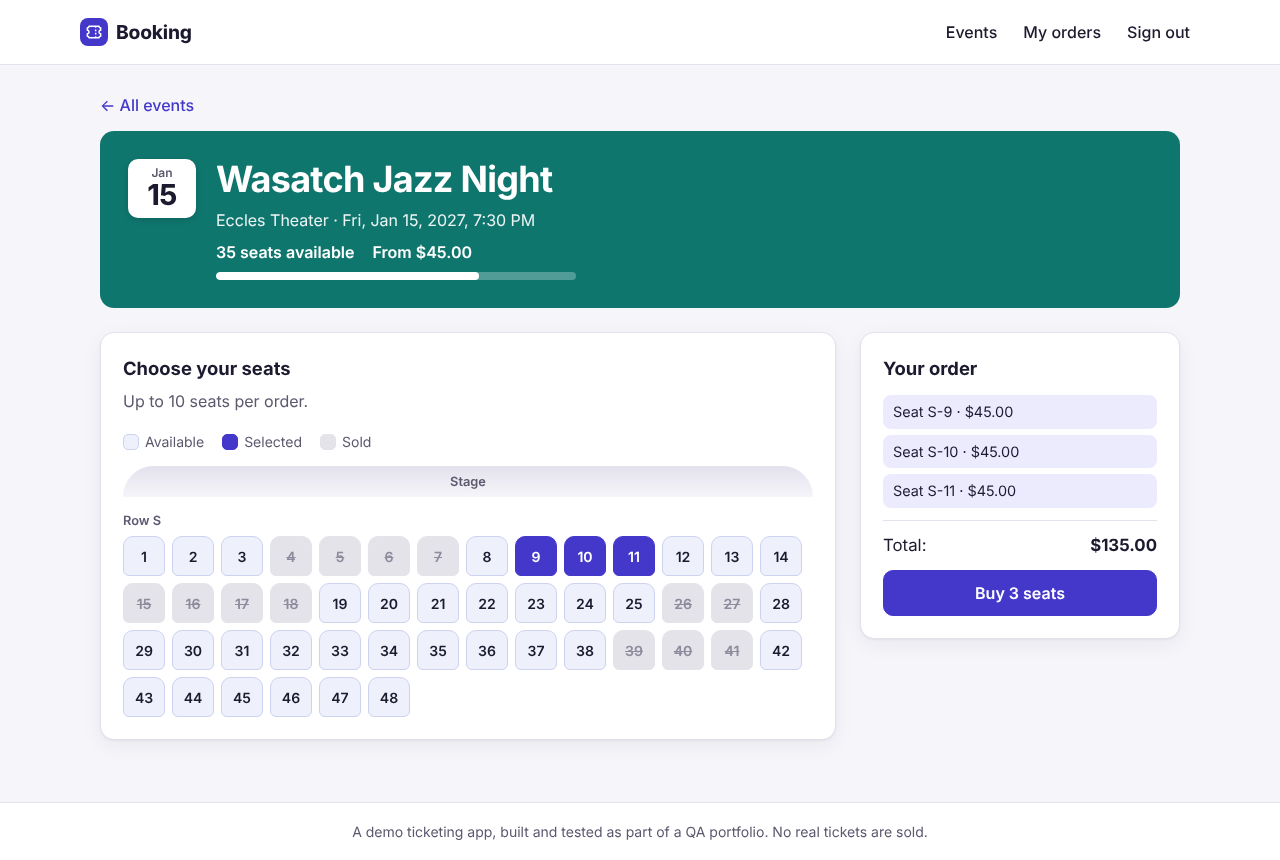 Booking
Events My orders Sign out
← All events
Jan
15
Wasatch Jazz Night
Eccles Theater · Fri, Jan 15, 2027, 7:30 PM
35 seats available From $45.00
Choose your seats
Up to 10 seats per order.
Available Selected Sold
Stage
Row S
1 2 3 4 5 6 7 8 9 10 11 12 13 14
15 16 17 18 19 20 21 22 23 24 25 26 27 28
29 30 31 32 33 34 35 36 37 38 39 40 41 42
43 44 45 46 47 48
Your order
Seat S-9 · $45.00
Seat S-10 · $45.00
Seat S-11 · $45.00
Total: $135.00
Buy 3 seats
A demo ticketing app, built and tested as part of a QA portfolio. No real tickets are sold.